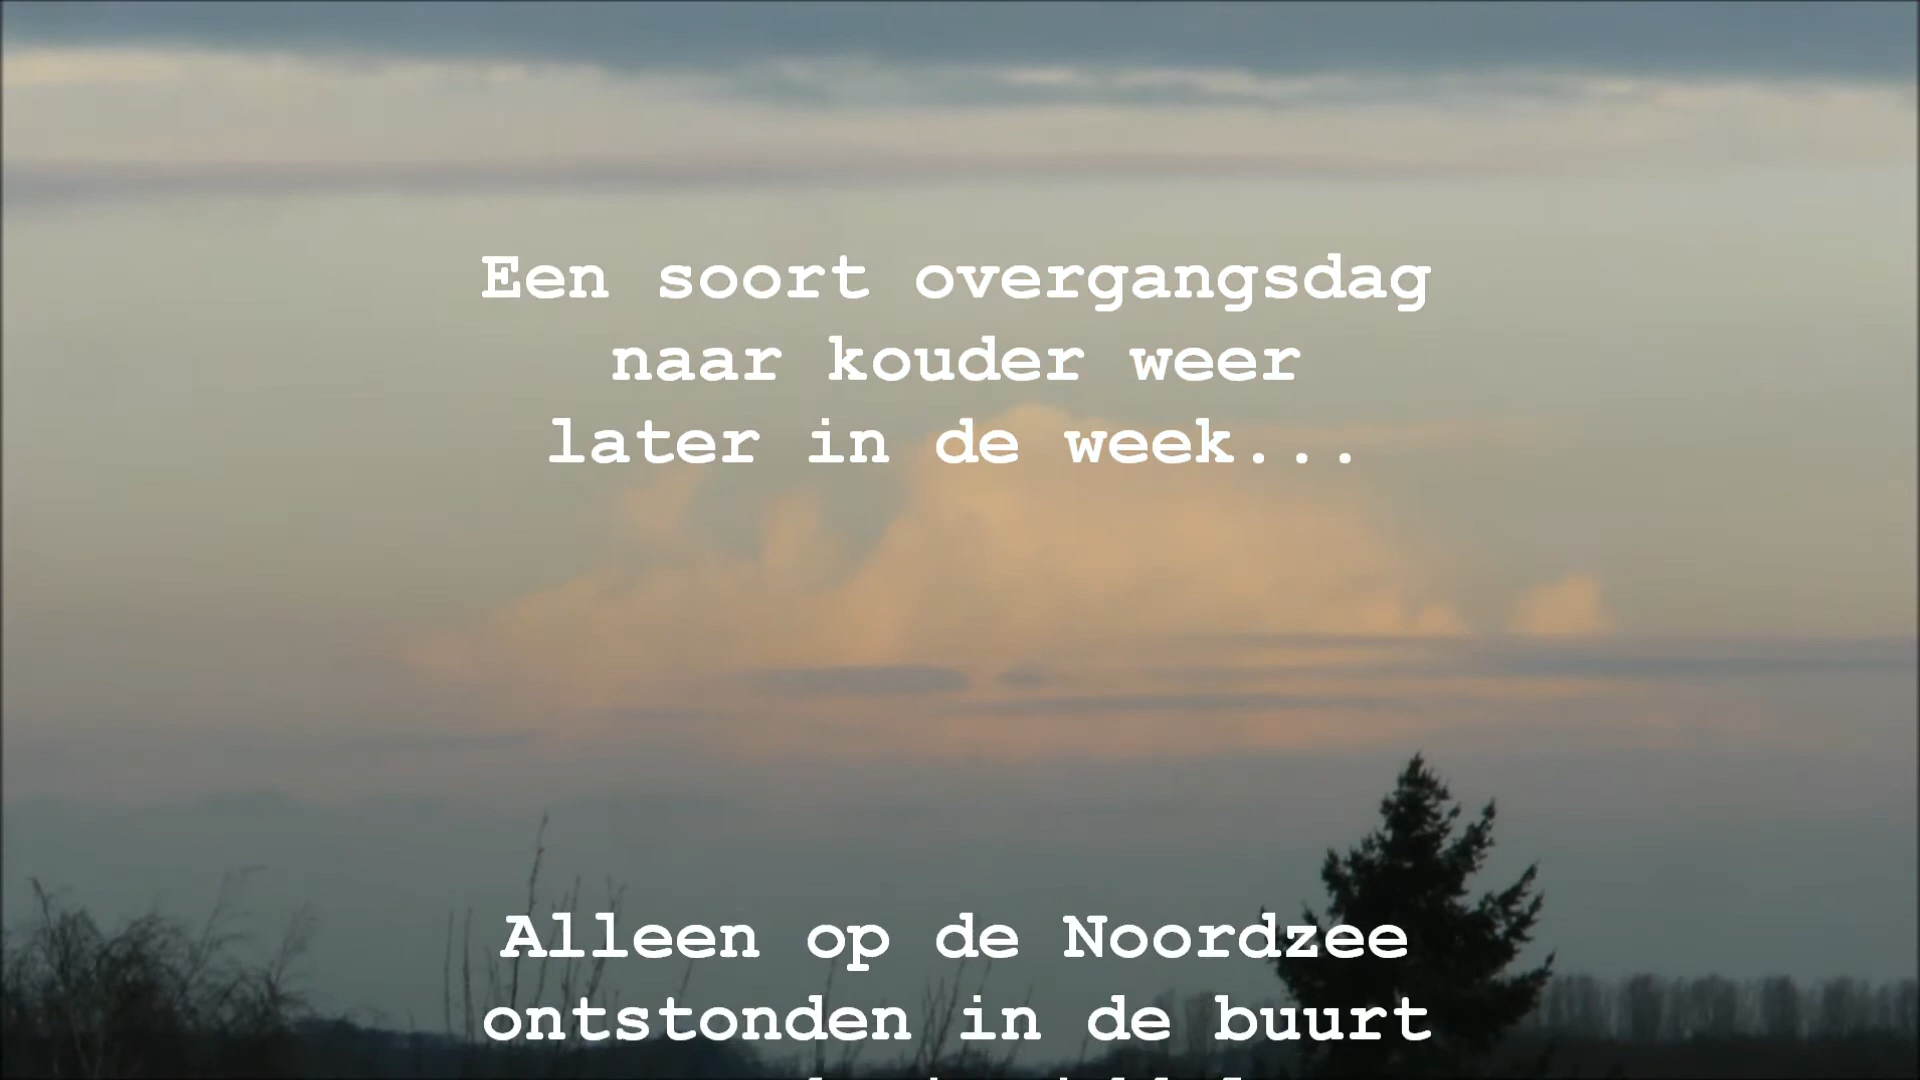 Een soort overgangsdag
naar kouder weer
later in de week...
Alleen op de Noordzee
ontstonden in de buurt